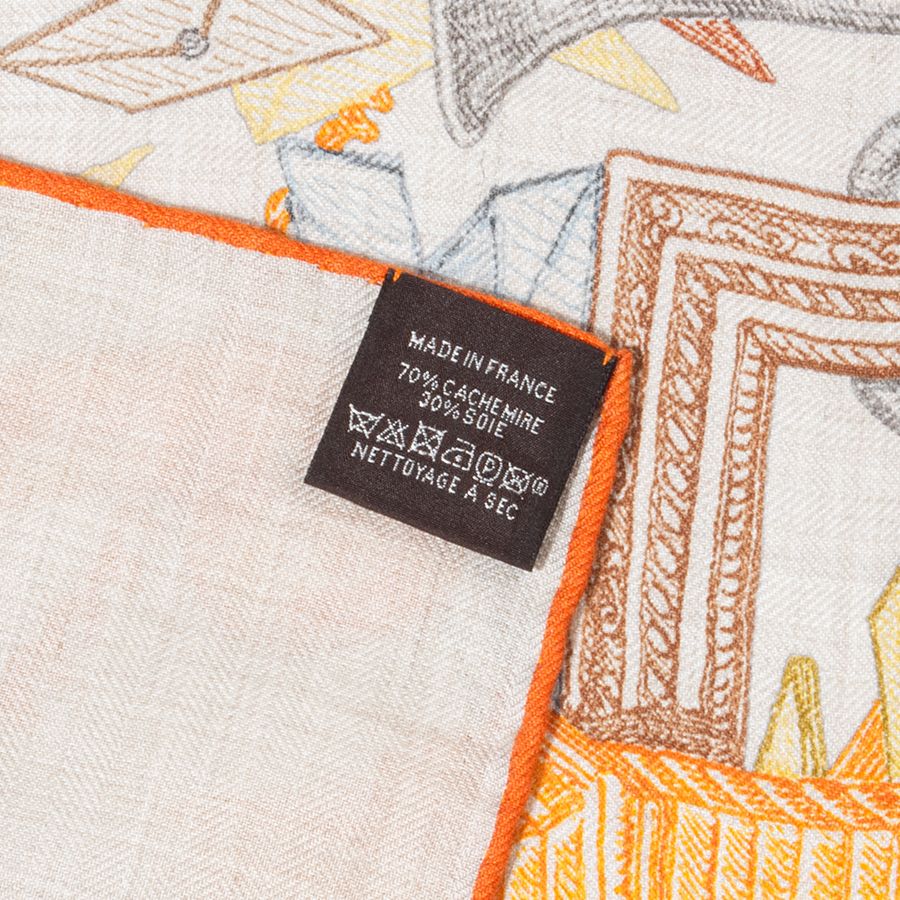 MADE IN FRANCE
70% CACHEMIRE
30% SOIE
P ®
NETTOYAGE A SEC